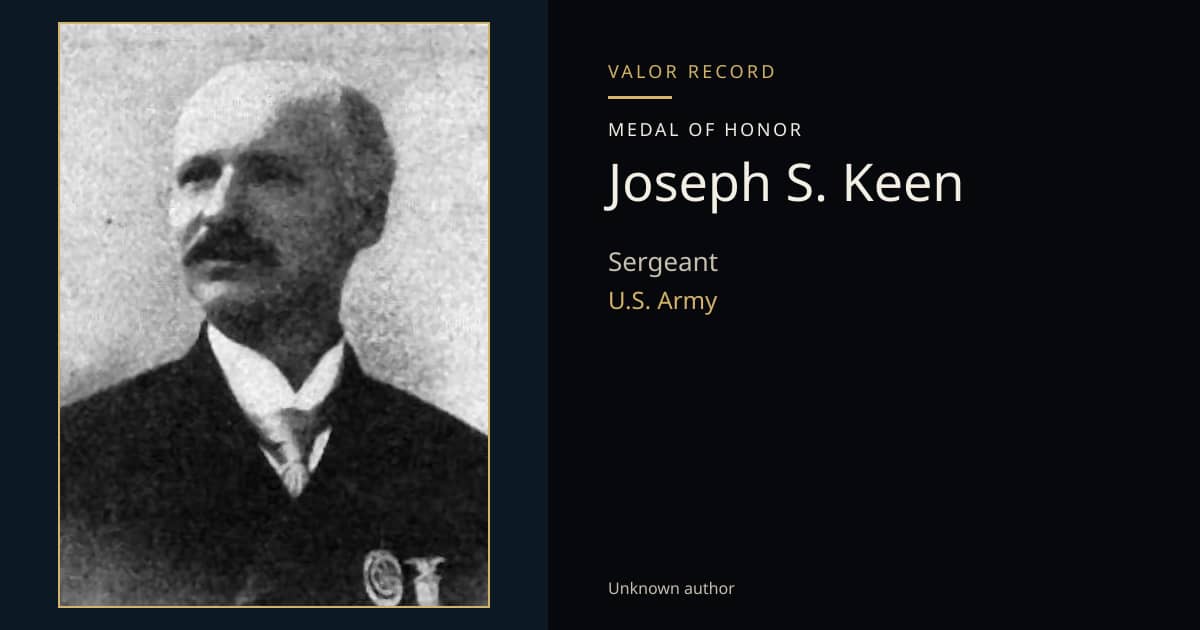 VALOR RECORD
MEDAL OF HONOR
Joseph S. Keen
Sergeant
U.S. Army
Unknown author